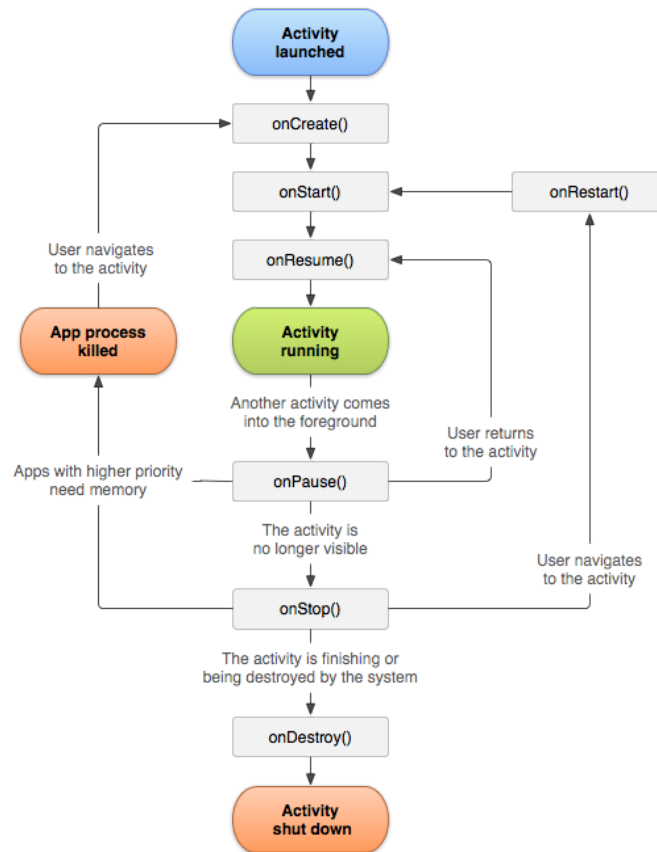 Activity
launched
onCreate()
onStart()
onRestart()
User navigates
to the activity
onResume()
App process
killed
Activity
running
Another activity comes
into the foreground
User returns
to the activity
Apps with higher priority
need memory
onPause()
The activity is
no longer visible
User navigates
to the activity
onStop()
The activity is finishing or
being destroyed by the system
onDestroy()
Activity
shut down